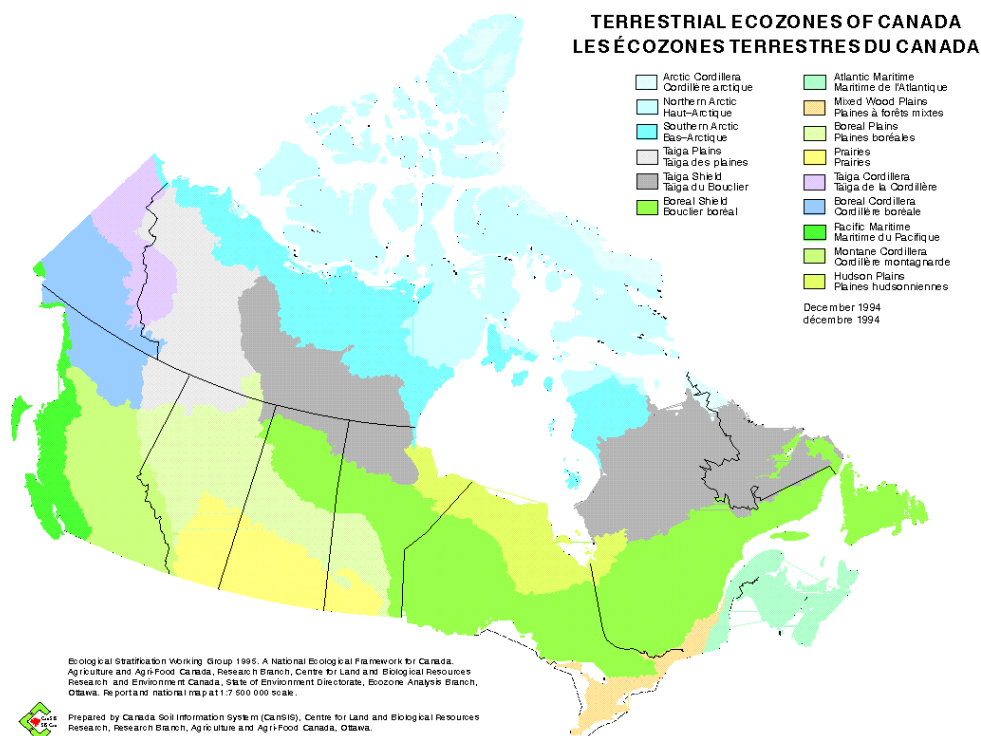 TERRESTRIAL ECOZONES OF CANADA
LES ÉCOZONES TERRESTRES DU CANADA
Arctic Cordillera
Cordillère arctique
Northern Arctic
Haut-Arctique
Southern Arctic
Bas-Arctique
Taiga Plains
Taïga des plaines
Taiga Shield
Taïga du Bouclier
Boreal Shield
Bouclier boréal
Atlantic Maritime
Maritime de l'Atlantique
Mixed Wood Plains
Plaines à forêts mixtes
Boreal Plains
Plaines boréales
Prairies
Prairies
Taiga Cordillera
Taïga de la Cordillère
Boreal Cordillera
Cordillère boréale
Pacific Maritime
Maritime du Pacifique
Montane Cordillera
Cordillère montagnarde
Hudson Plains
Plaines hudsonniennes
December 1994
décembre 1994
Ecological Stratification Working Group 1995. A National Ecological Framework for Canada.
Agriculture and Agri-Food Canada, Research Branch, Centre for Land and Biological Resources
Research and Environment Canada, State of Environment Directorate, Ecozone Analysis Branch,
Ottawa. Report and national map at 1:7 500 000 scale.
Prepared by Canada Soil Information System (CanSIS), Centre for Land and Biological Resources
Research, Research Branch, Agriculture and Agri-Food Canada, Ottawa.